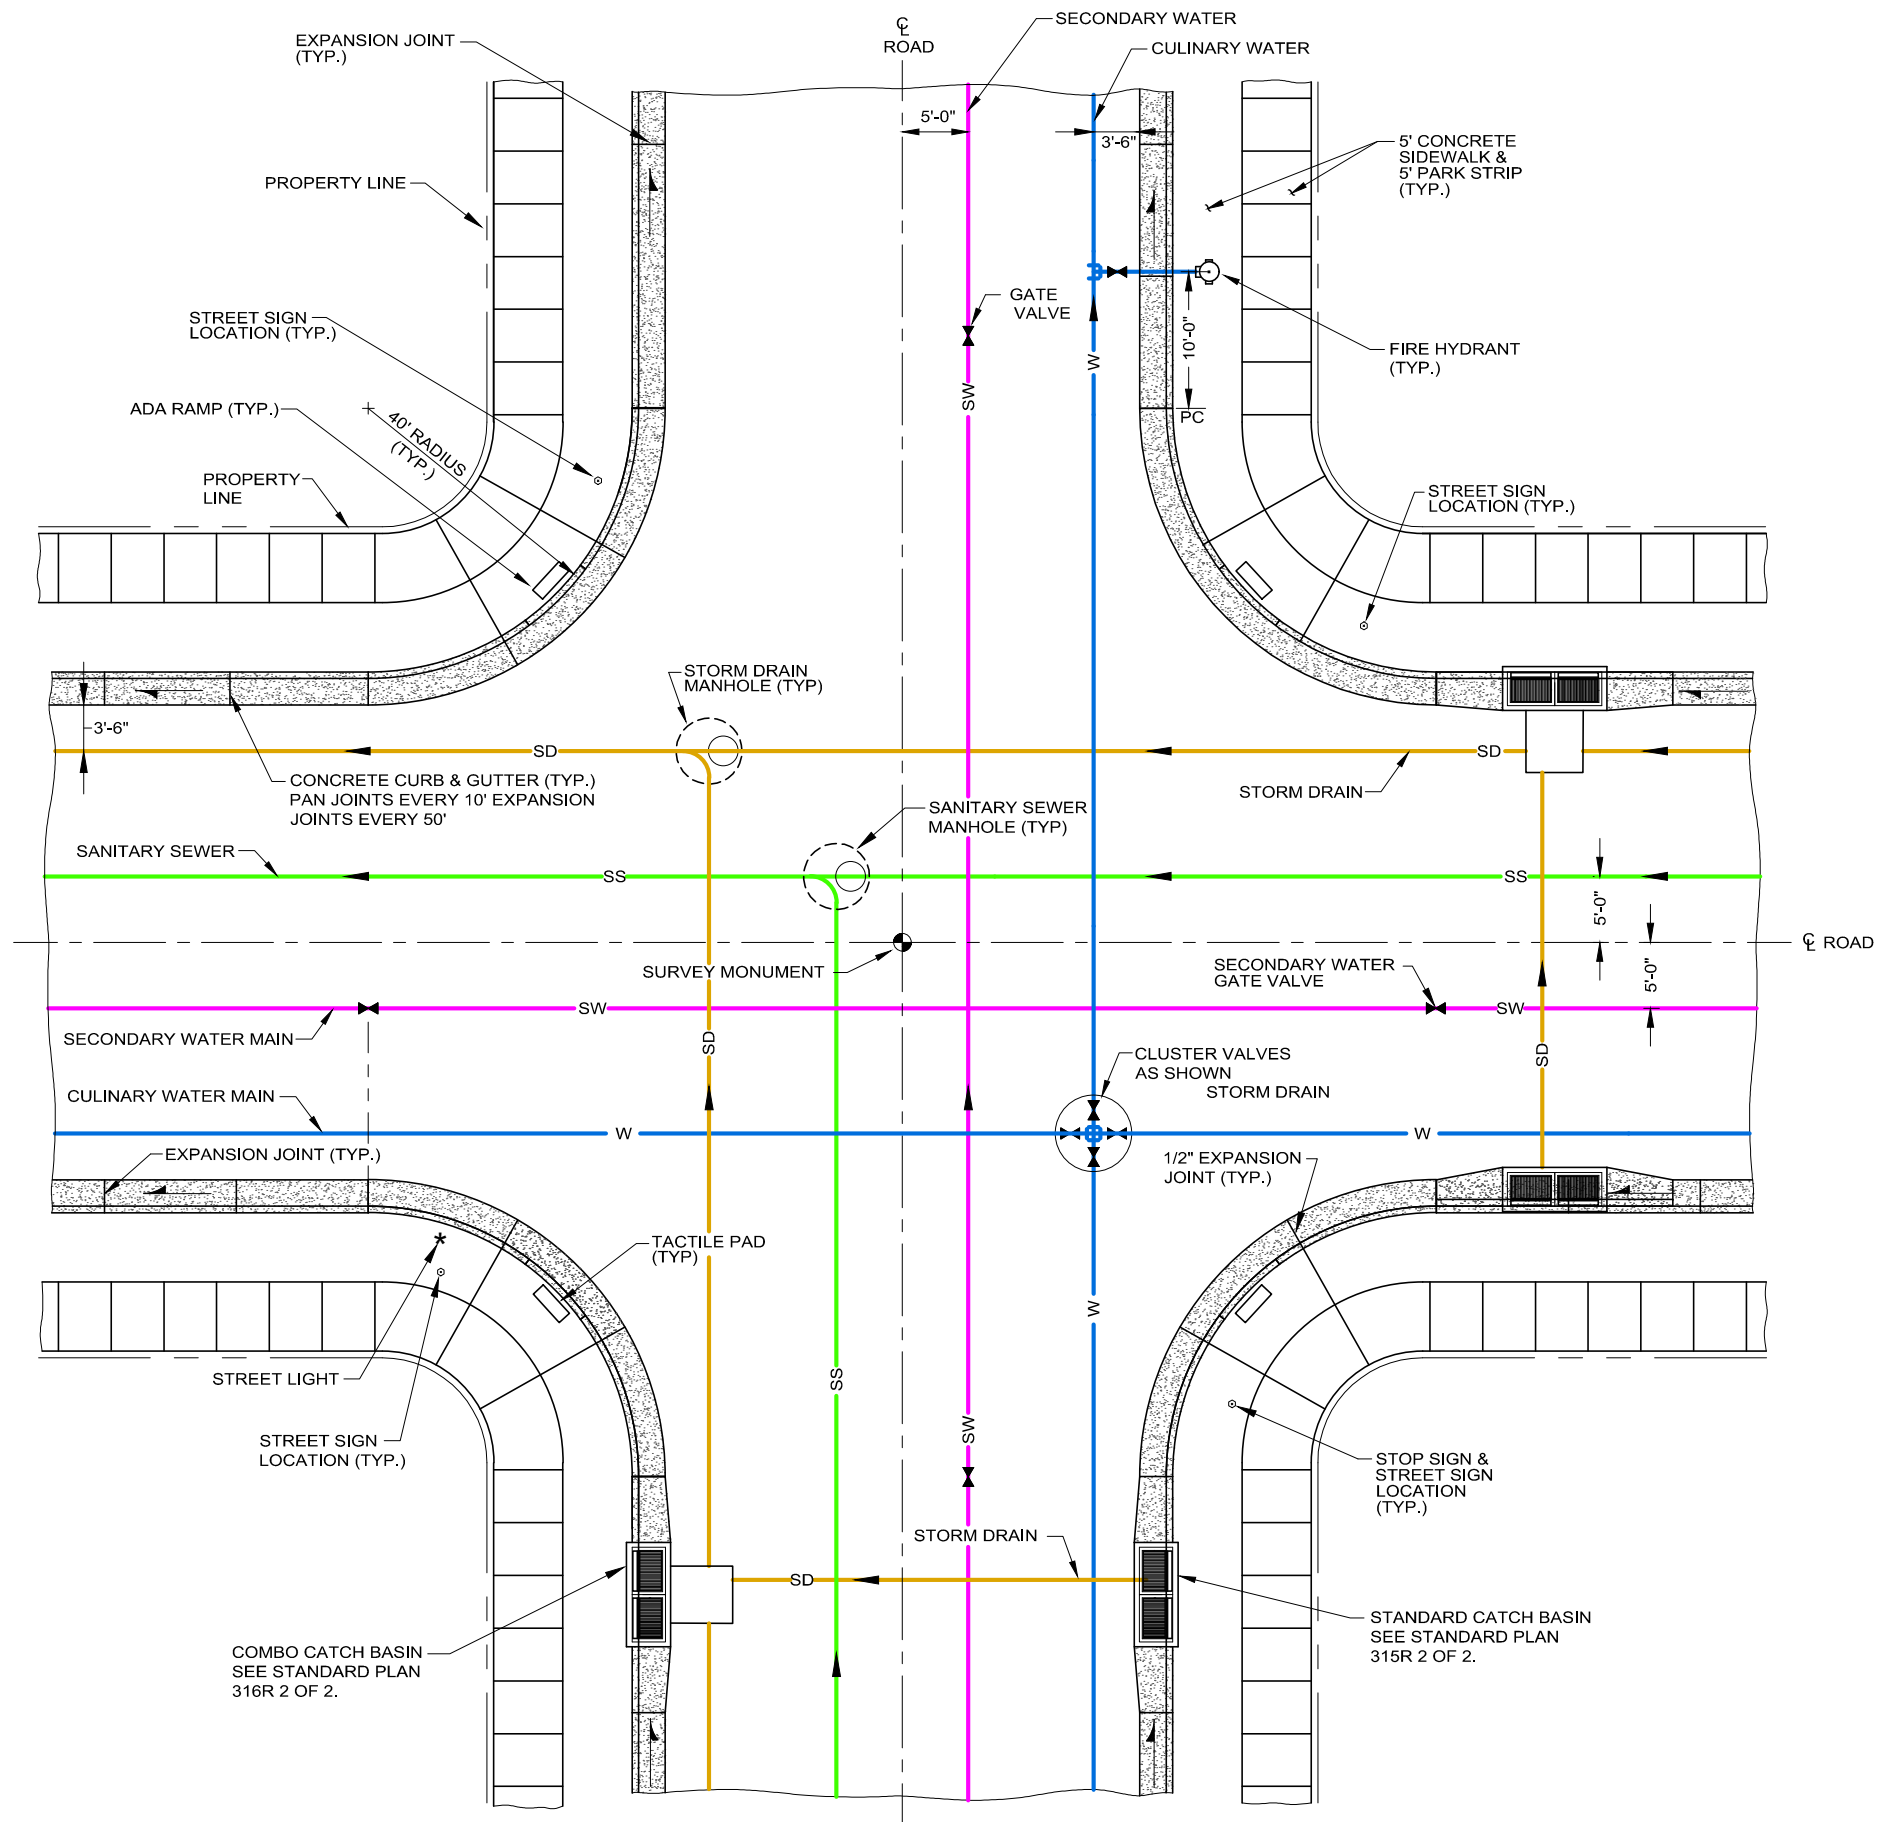 SECONDARY WATER
℄
ROAD
EXPANSION JOINT
(TYP.)
CULINARY WATER
5'-0"
3'-6"
5' CONCRETE
SIDEWALK &
5' PARK STRIP
(TYP.)
PROPERTY LINE
GATE
VALVE
STREET SIGN
LOCATION (TYP.)
10'-0"
FIRE HYDRANT
(TYP.)
W
SW
ADA RAMP (TYP.)
40' RADIUS
(TYP.)
PC
PROPERTY
LINE
STREET SIGN
LOCATION (TYP.)
STORM DRAIN
MANHOLE (TYP)
3'-6"
SD
SD
CONCRETE CURB & GUTTER (TYP.)
PAN JOINTS EVERY 10' EXPANSION
JOINTS EVERY 50'
STORM DRAIN
SANITARY SEWER
MANHOLE (TYP)
SANITARY SEWER
SS
SS
5'-0"
℄ ROAD
SURVEY MONUMENT
SECONDARY WATER
GATE VALVE
5'-0"
SW
SW
SECONDARY WATER MAIN
SD
SD
CLUSTER VALVES
AS SHOWN
STORM DRAIN
CULINARY WATER MAIN
W
W
EXPANSION JOINT (TYP.)
1/2" EXPANSION
JOINT (TYP.)
TACTILE PAD
(TYP)
W
STREET LIGHT
SS
STREET SIGN
LOCATION (TYP.)
SW
STOP SIGN &
STREET SIGN
LOCATION
(TYP.)
STORM DRAIN
SD
COMBO CATCH BASIN
SEE STANDARD PLAN
316R 2 OF 2.
STANDARD CATCH BASIN
SEE STANDARD PLAN
315R 2 OF 2.